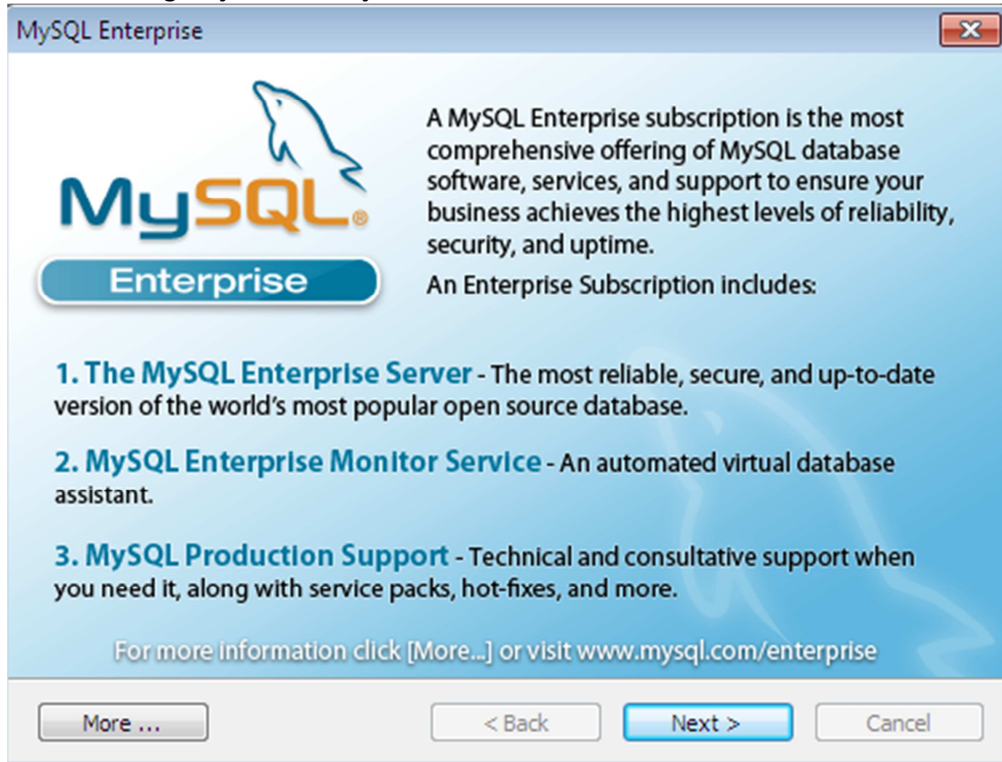 MySQL Enterprise
MySQL®
Enterprise
A MySQL Enterprise subscription is the most
comprehensive offering of MySQL database
software, services, and support to ensure your
business achieves the highest levels of reliability,
security, and uptime.
An Enterprise Subscription includes:
1. The MySQL Enterprise Server - The most reliable, secure, and up-to-date
version of the world's most popular open source database.
2. MySQL Enterprise Monitor Service - An automated virtual database
assistant.
3. MySQL Production Support - Technical and consultative support when
you need it, along with service packs, hot-fixes, and more.
For more information click [More...] or visit www.mysql.com/enterprise
More ...
< Back
Next >
Cancel